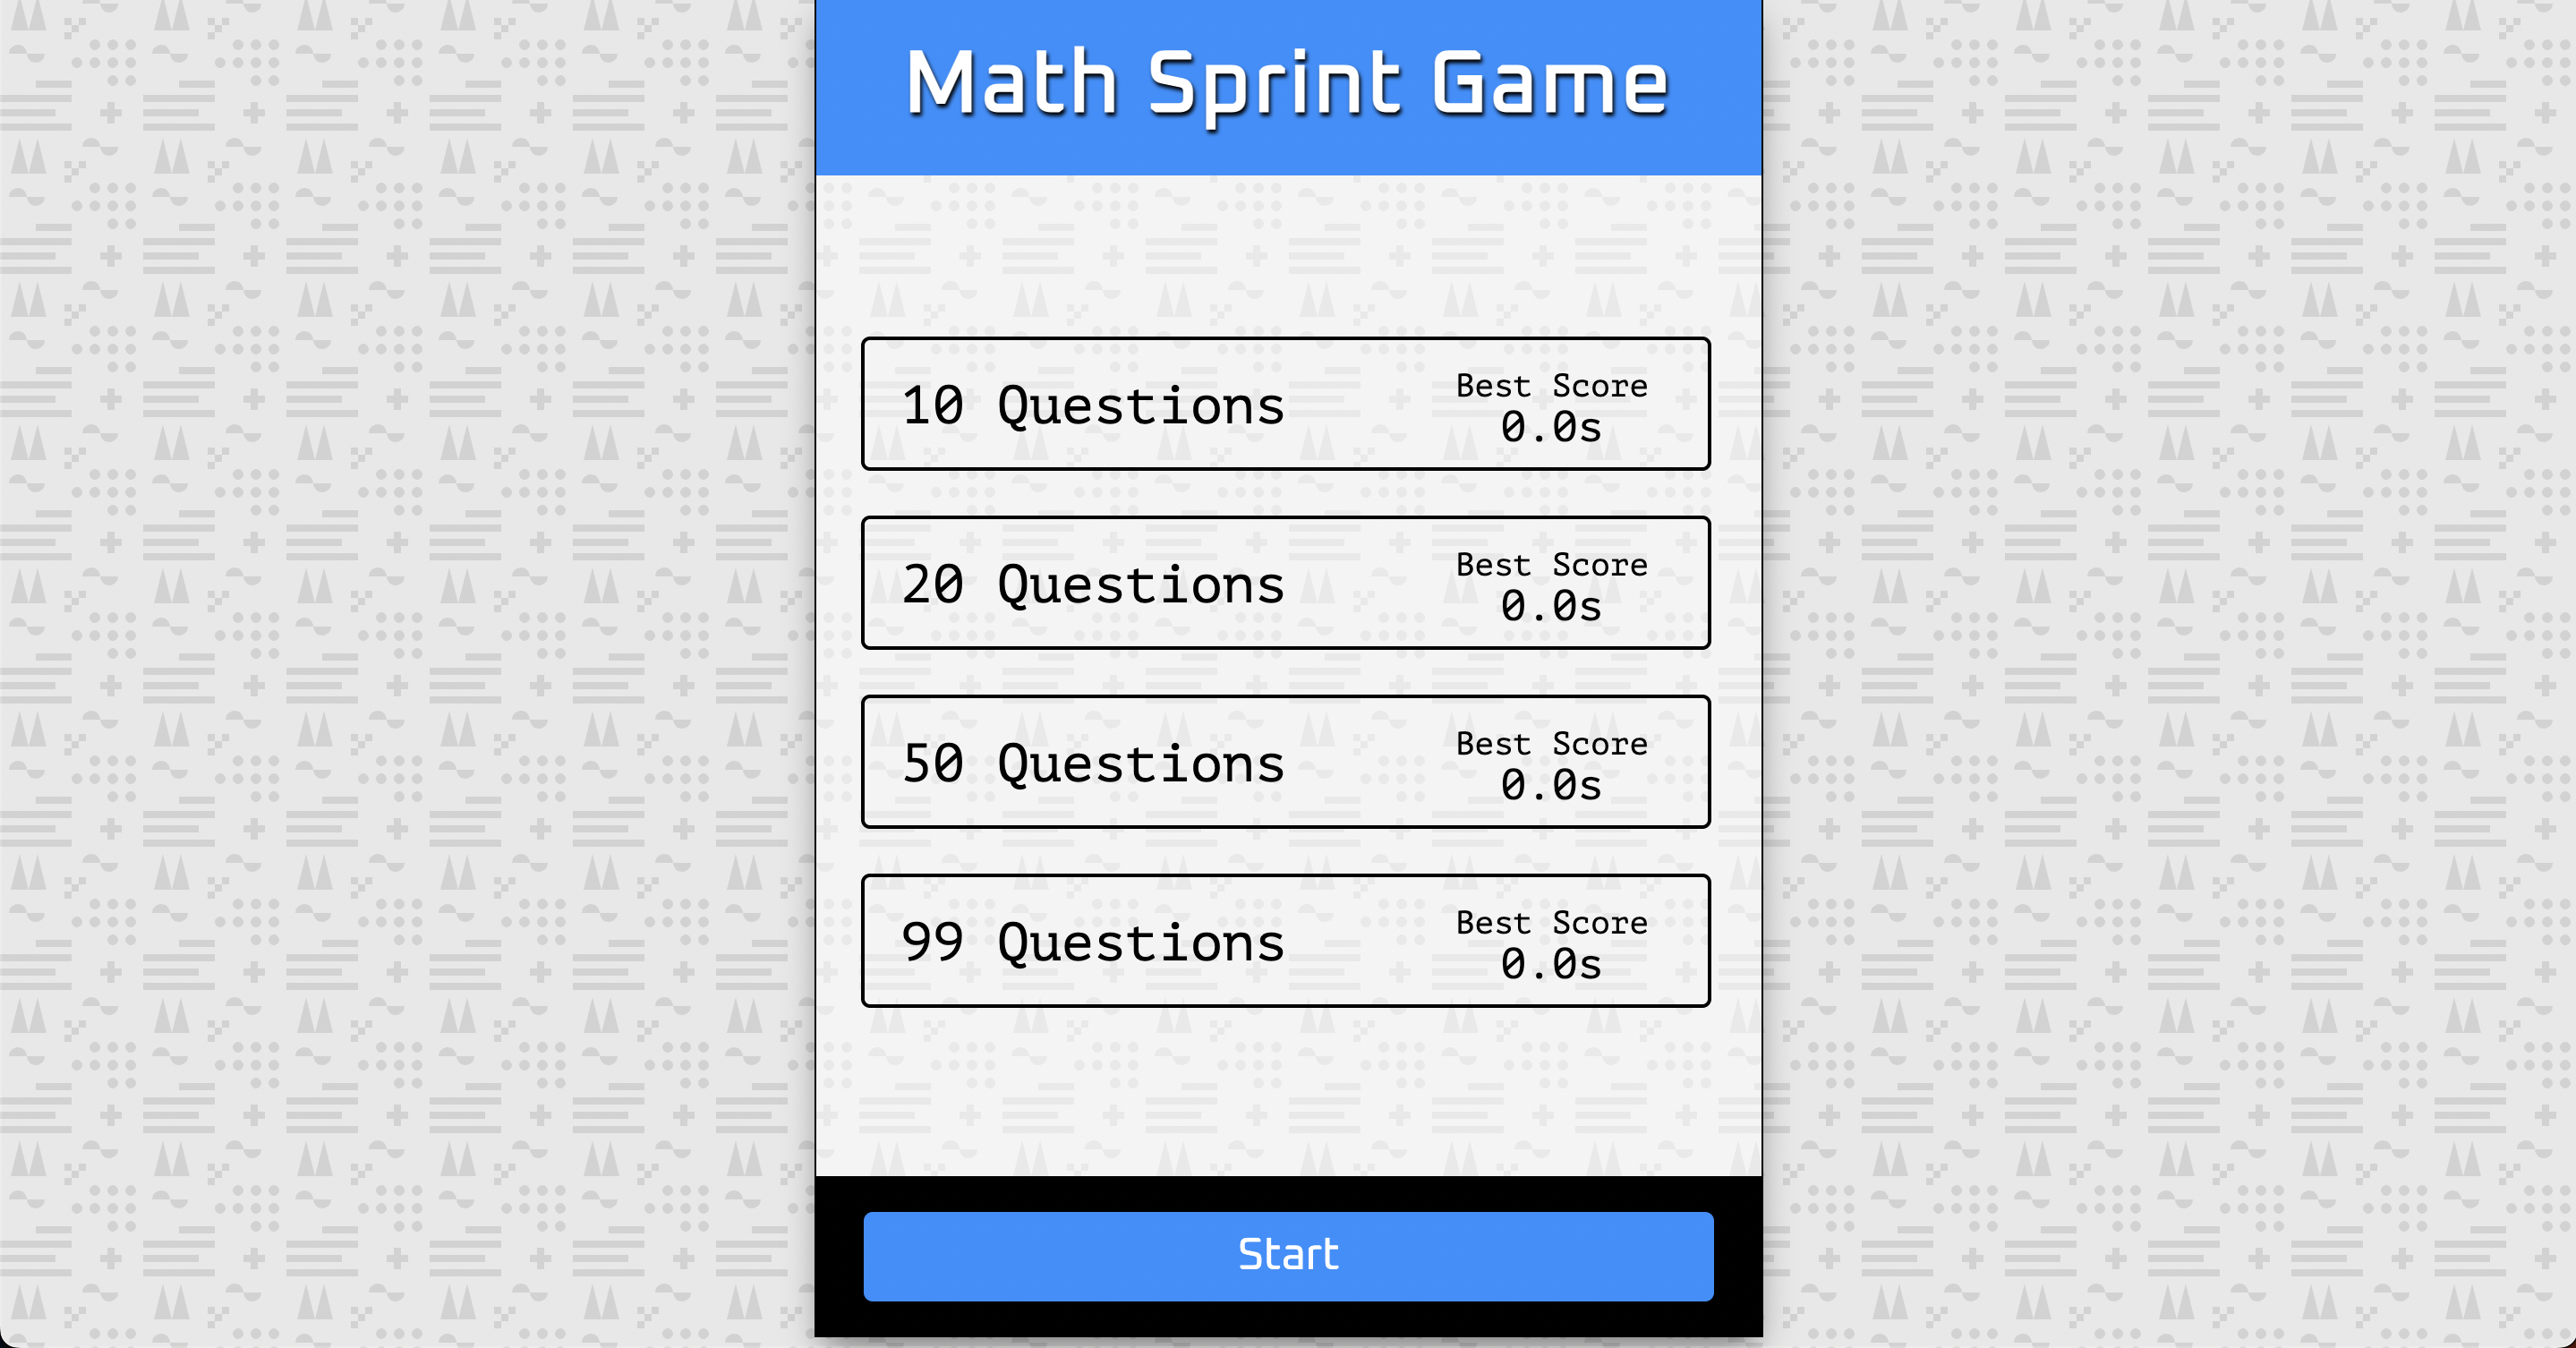 Math Sprint Game
10 Questions
Best Score
0.0s
20 Questions
Best Score
0.0s
50 Questions
Best Score
0.0s
99 Questions
Best Score
0.0s
Start